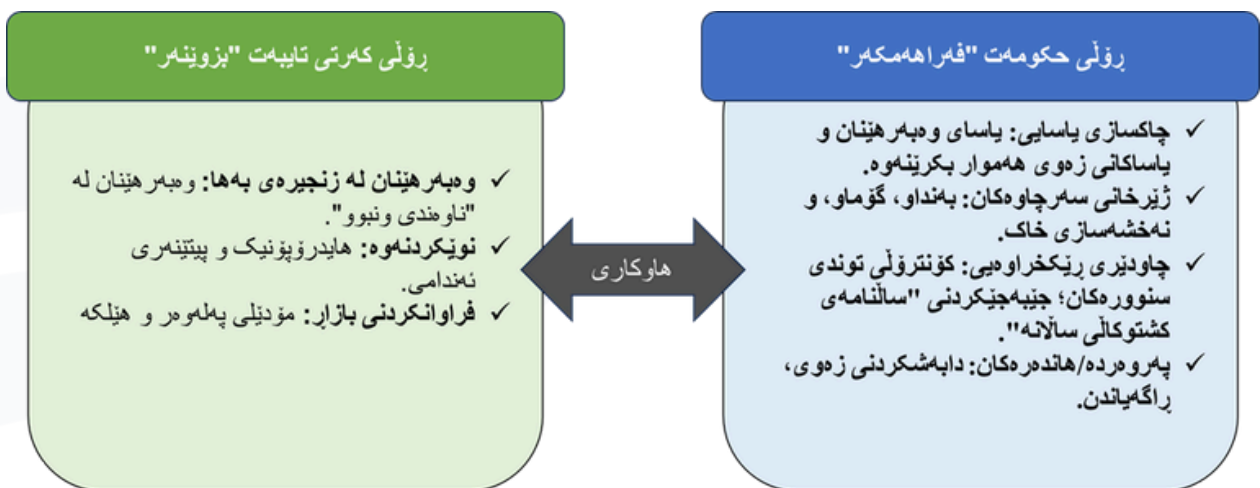 ڕۆڵی حکومەت "فەراهەمکەر"
✓ چاکسازی یاسایی: یاسای وەبەرهێنان و
یاساکانی زەوی هەموار بکرێنەوە.
✓ ژێرخانی سەرچاوەکان: بەنداو، گۆماو، و
نەخشەسازی خاک.
✓ چاودێری ڕێکخراوەیی: کۆنترۆڵی توندی
سنوورەکان؛ جێبەجێکردنی "ساڵنامەی
کشتوکاڵی ساڵانە".
✓ پەروەردە/هاندەرەکان: دابەشکردنی زەوی،
ڕاگەیاندن.
هاوکاری
ڕۆڵی کەرتی تایبەت "بزوێنەر"
✓ وەبەرهێنان لە زنجیرەی بەها: وەبەرهێنان لە
"ناوەندی ونبوو".
✓ نوێکردنەوە: هایدرۆپۆنیک و پیتێنەری
ئەندامی.
✓ فراوانکردنی بازاڕ: مۆدێلی پەلەوەر و هێلکە